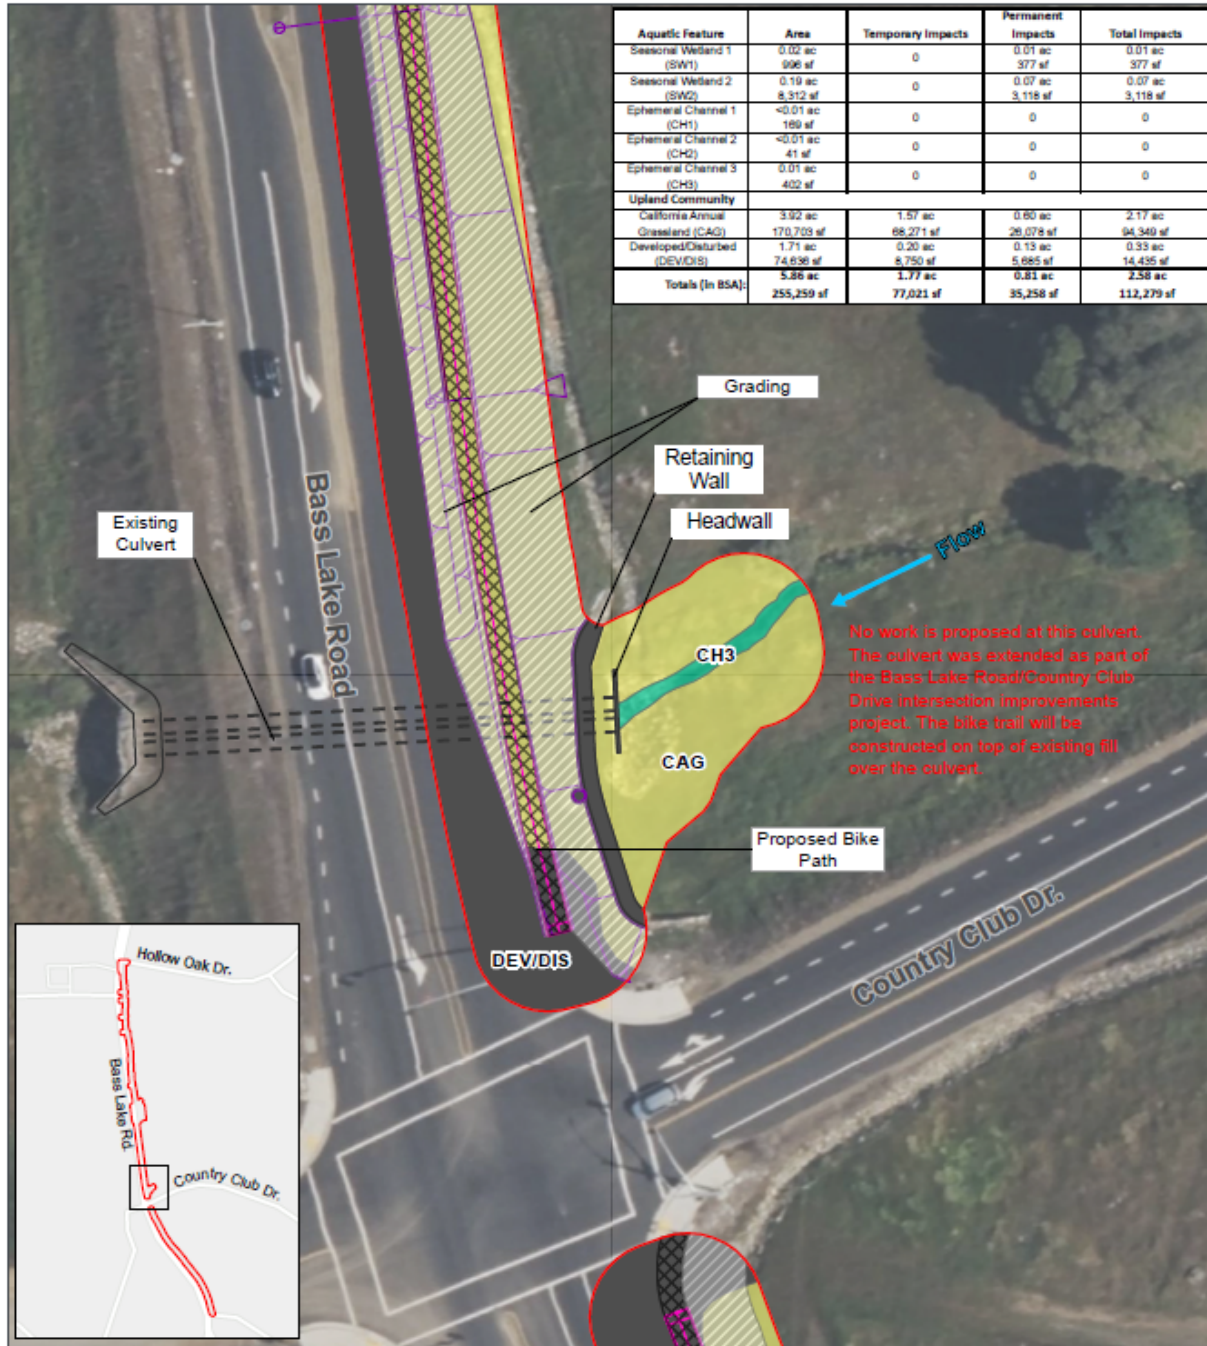 Aquatic Feature Area Temporary Impacts Permanent Impacts Total Impacts
Seasonal Wetland 1 (SW1) 0.02 ac 996 sf 0 0.01 ac 377 sf 0.01 ac 377 sf
Seasonal Wetland 2 (SW2) 0.19 ac 8,312 sf 0 0.07 ac 3,118 sf 0.07 ac 3,118 sf
Ephemeral Channel 1 (CH1) <0.01 ac 169 sf 0 0 0
Ephemeral Channel 2 (CH2) <0.01 ac 41 sf 0 0 0
Ephemeral Channel 3 (CH3) 0.01 ac 402 sf 0 0 0
Upland Community
California Annual Grassland (CAG) 3.92 ac 170,703 sf 1.57 ac 68,271 sf 0.60 ac 26,078 sf 2.17 ac 94,349 sf
Developed/Disturbed (DEV/DIS) 1.71 ac 74,636 sf 0.20 ac 8,750 sf 0.13 ac 5,685 sf 0.33 ac 14,435 sf
Totals (in BSA): 5.86 ac 255,259 sf 1.77 ac 77,021 sf 0.81 ac 35,258 sf 2.58 ac 112,279 sf
Grading
Retaining
Wall
Headwall
Existing
Culvert
Bass Lake Road
Flow
No work is proposed at this culvert.
The culvert was extended as part of
the Bass Lake Road/Country Club
Drive intersection improvements
project. The bike trail will be
constructed on top of existing fill
over the culvert.
CH3
CAG
Proposed Bike
Path
DEV/DIS
Country Club Dr.
Hollow Oak Dr.
Bass Lake Rd.
Country Club Dr.